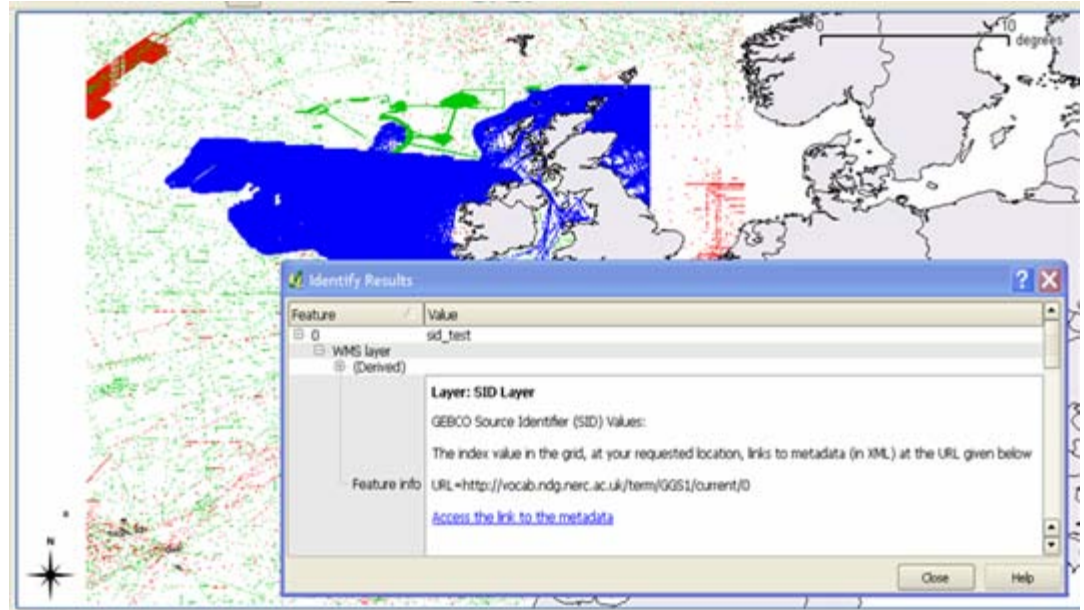 0 10
degrees
Identify Results
Feature Value
0 sid_test
WMS layer
(Derived)
Layer: SID Layer
GEBCO Source Identifier (SID) Values:
The index value in the grid, at your requested location, links to metadata (in XML) at the URL given below
Feature info URL=http://vocab.ndg.nerc.ac.uk/term/GGS1/current/0
Access the link to the metadata
Close Help
N